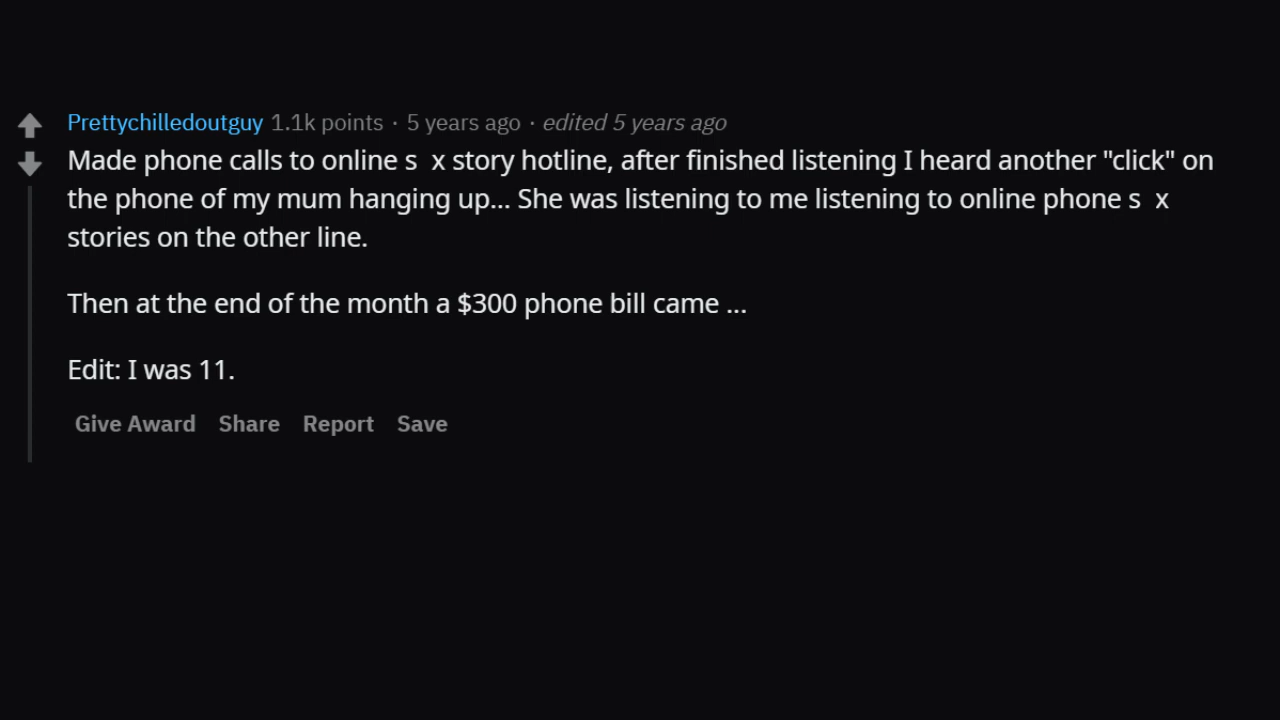 Prettychilledoutguy 1.1k points · 5 years ago · edited 5 years ago
Made phone calls to online s  x story hotline, after finished listening I heard another "click" on
the phone of my mum hanging up... She was listening to me listening to online phone s  x
stories on the other line.
Then at the end of the month a $300 phone bill came ...
Edit: I was 11.
Give Award Share Report Save